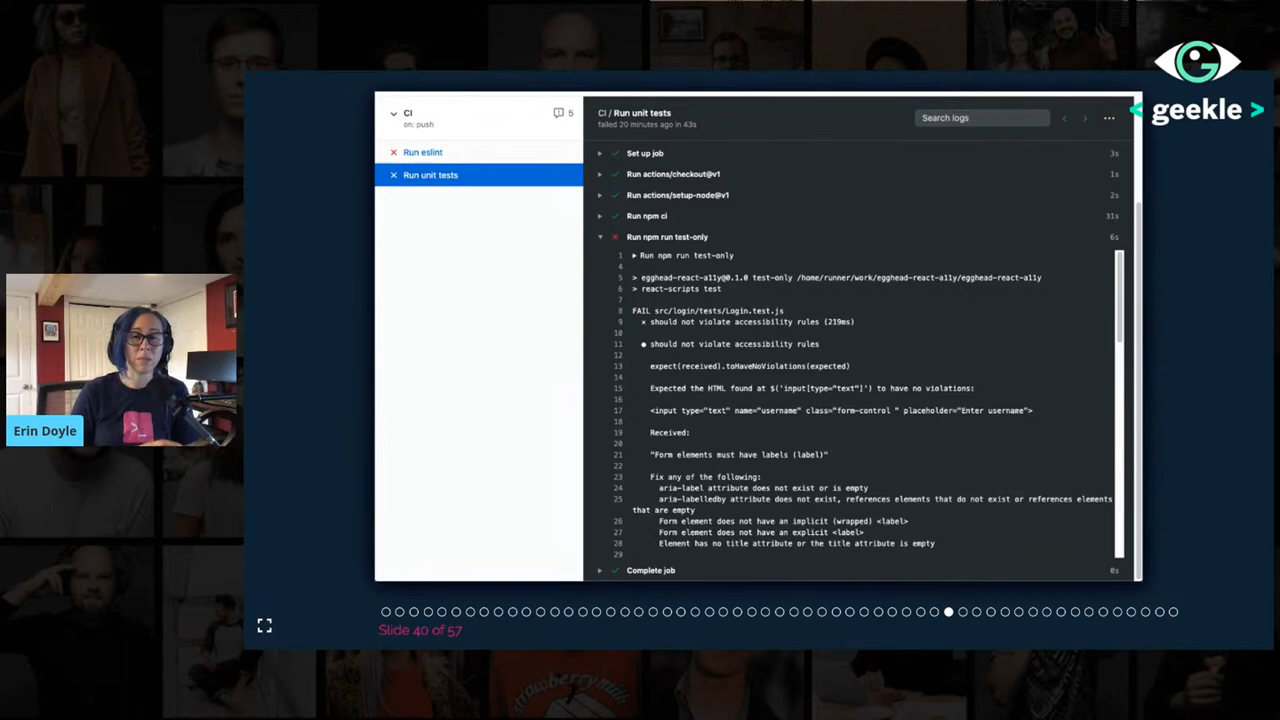 G
< geekle >
CI
5
on: push
Run eslint
Run unit tests
CI / Run unit tests
failed 20 minutes ago in 43s
Search logs
Set up job
3s
Run actions/checkout@v1
1s
Run actions/setup-node@v1
2s
Run npm ci
31s
Run npm run test-only
6s
1 Run npm run test-only
4
5 > egghead-react-a11y@0.1.0 test-only /home/runner/work/egghead-react-a11y/egghead-react-a11y
6 > react-scripts test
7
8 FAIL src/login/tests/Login.test.js
9 × should not violate accessibility rules (219ms)
10
11 ● should not violate accessibility rules
12
13 expect(received).toHaveNoViolations(expected)
14
15 Expected the HTML found at $('input[type="text"]') to have no violations:
16
17 <input type="text" name="username" class="form-control " placeholder="Enter username">
18
19 Received:
20
21 "Form elements must have labels (label)"
22
23 Fix any of the following:
24 aria-label attribute does not exist or is empty
25 aria-labelledby attribute does not exist, references elements that do not exist or references elements
that are empty
26 Form element does not have an implicit (wrapped) <label>
27 Form element does not have an explicit <label>
28 Element has no title attribute or the title attribute is empty
29
Complete job
0s
Erin Doyle
Slide 40 of 57
strawberrymilk